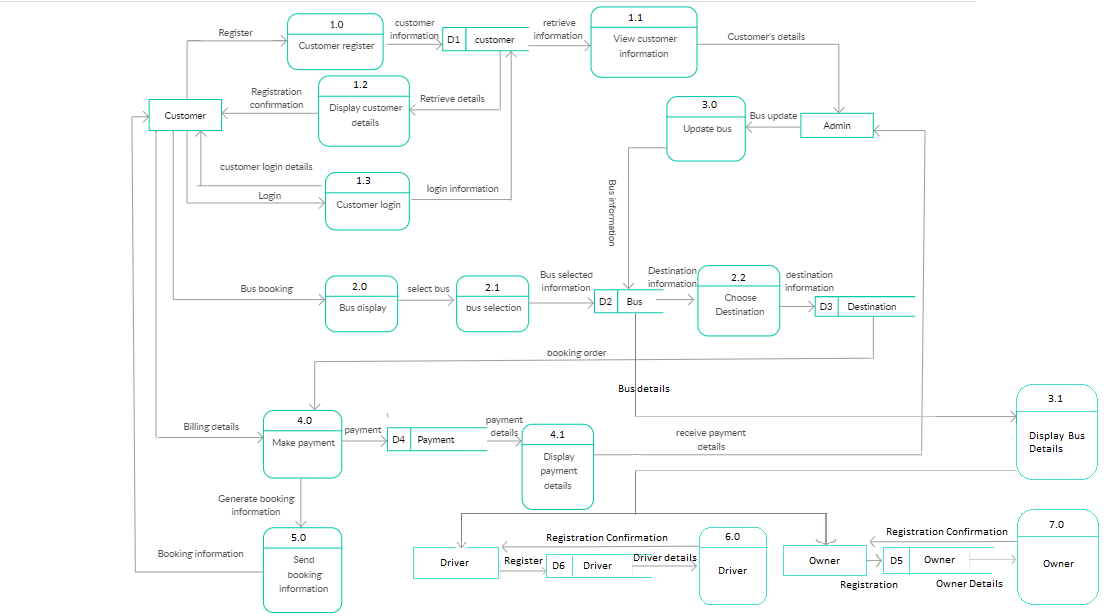 1.0
Customer register
Register
customer
information
D1
customer
retrieve
information
1.1
View customer
information
Customer's details
1.2
Display customer
details
Registration
confirmation
Retrieve details
Customer
3.0
Update bus
Bus update
Admin
customer login details
Login
1.3
Customer login
login information
Bus information
Bus booking
2.0
Bus display
select bus
2.1
bus selection
Bus selected
information
D2
Bus
Destination
information
2.2
Choose
Destination
destination
information
D3
Destination
booking order
Bus details
3.1
Display Bus
Details
Billing details
4.0
Make payment
payment
D4
Payment
payment
details
4.1
Display
payment
details
receive payment
details
Generate booking
information
5.0
Send
booking
information
Booking information
Driver
Registration Confirmation
Register
D6
Driver
Driver details
6.0
Driver
Owner
Registration Confirmation
Registration
D5
Owner
Owner Details
7.0
Owner